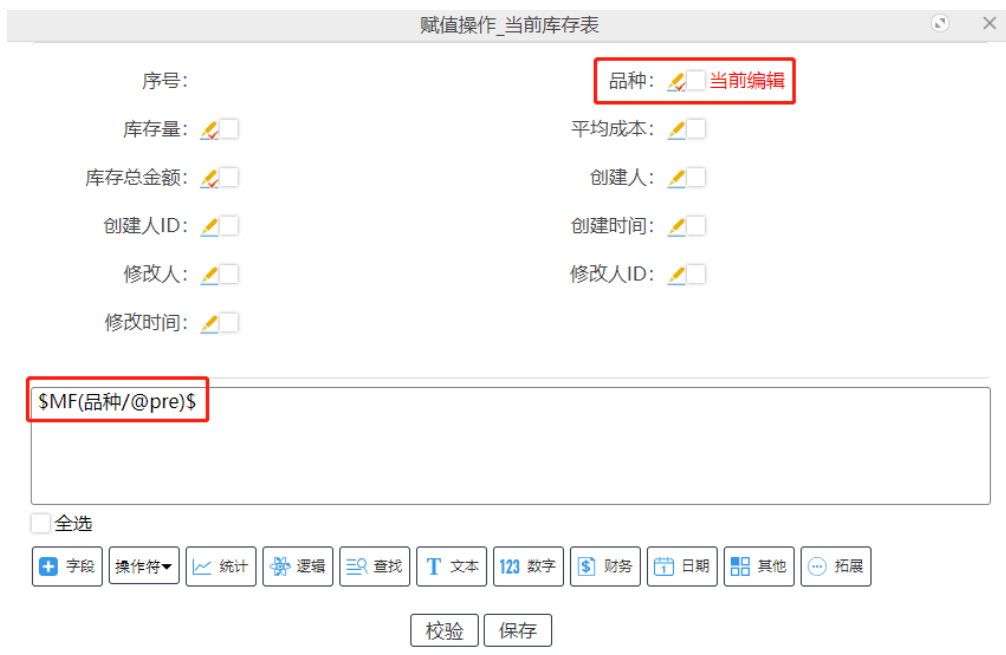 赋值操作_当前库存表
序号：
品种： 当前编辑
库存量：
平均成本：
库存总金额：
创建人：
创建人ID：
创建时间：
修改人：
修改人ID：
修改时间：
$MF(品种/@pre)$
全选
字段 操作符 统计 逻辑 查找 T 文本 123 数字 $ 财务 1 日期 其他 拓展
校验 保存